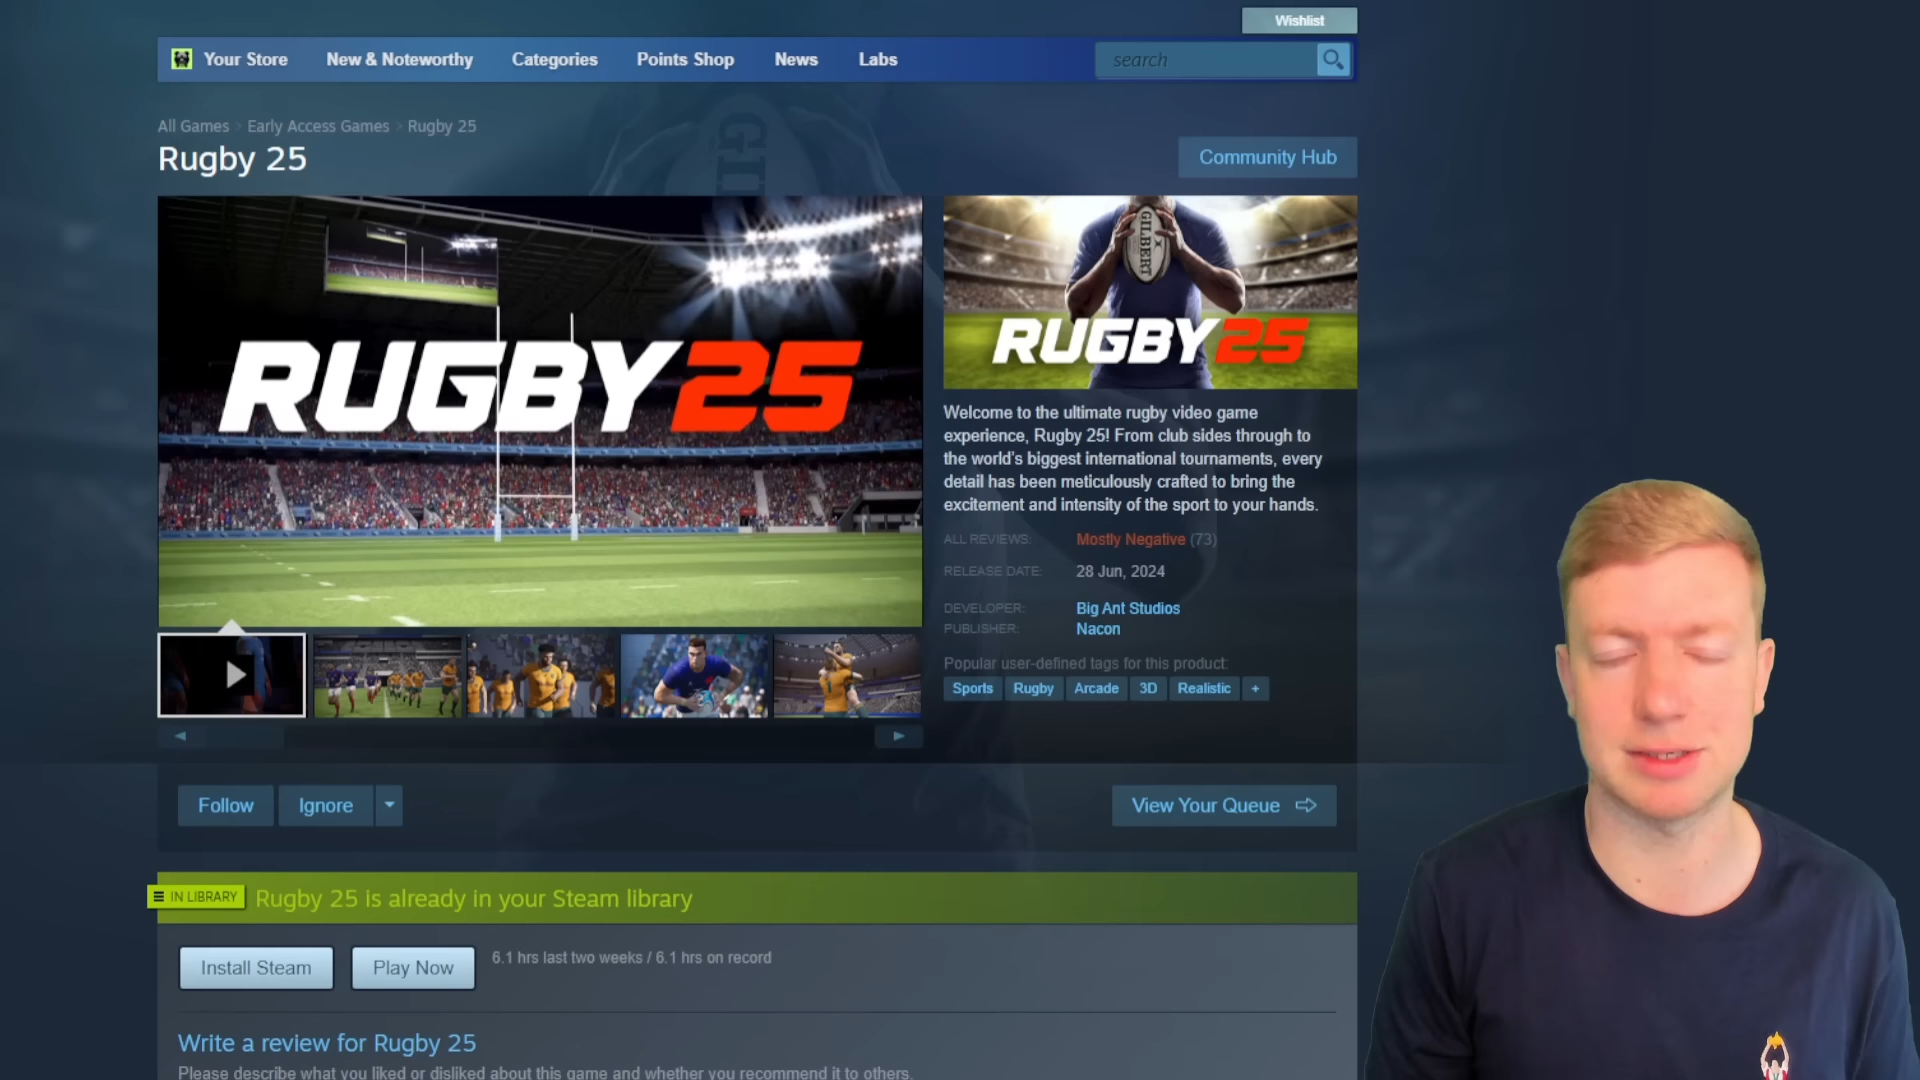 Wishlist
Your Store
New & Noteworthy
Categories
Points Shop
News
Labs
search
All Games > Early Access Games > Rugby 25
Rugby 25
Community Hub
RUGBY25
GILBERT
RUGBY25
Welcome to the ultimate rugby video game
experience, Rugby 25! From club sides through to
the world's biggest international tournaments, every
detail has been meticulously crafted to bring the
excitement and intensity of the sport to your hands.
ALL REVIEWS: Mostly Negative (73)
RELEASE DATE: 28 Jun, 2024
DEVELOPER: Big Ant Studios
PUBLISHER: Nacon
Popular user-defined tags for this product:
Sports Rugby Arcade 3D Realistic +
Follow
Ignore
View Your Queue
IN LIBRARY
Rugby 25 is already in your Steam library
Install Steam
Play Now
6.1 hrs last two weeks / 6.1 hrs on record
Write a review for Rugby 25
Please describe what you liked or disliked about this game and whether you recommend it to others.